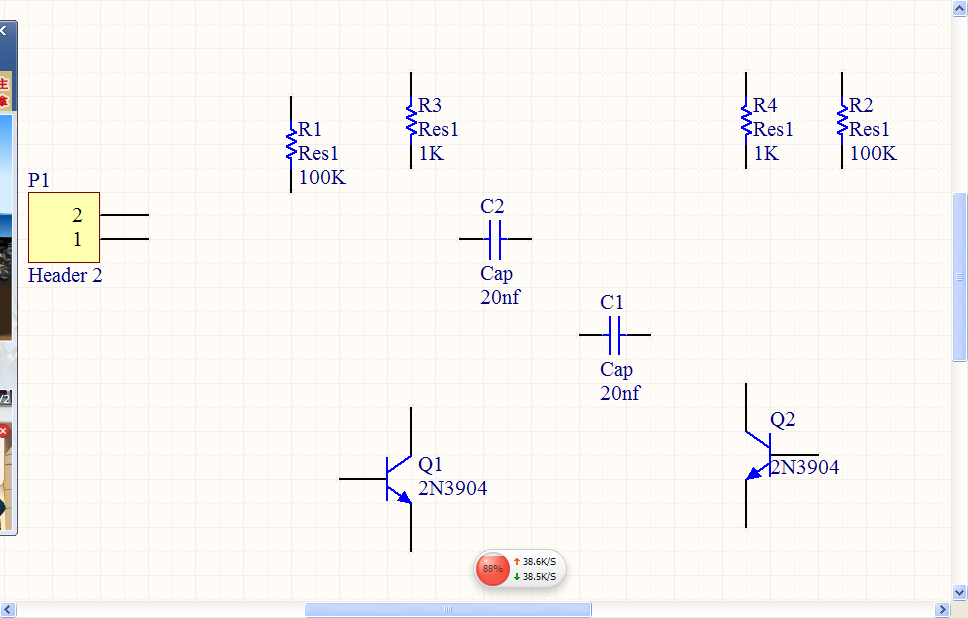 R3
Res1
1K
R4
Res1
1K
R2
Res1
100K
R1
Res1
100K
P1
2
1
Header 2
C2
Cap
20nf
C1
Cap
20nf
Q1
2N3904
Q2
2N3904
88%
38.6K/S
38.5K/S